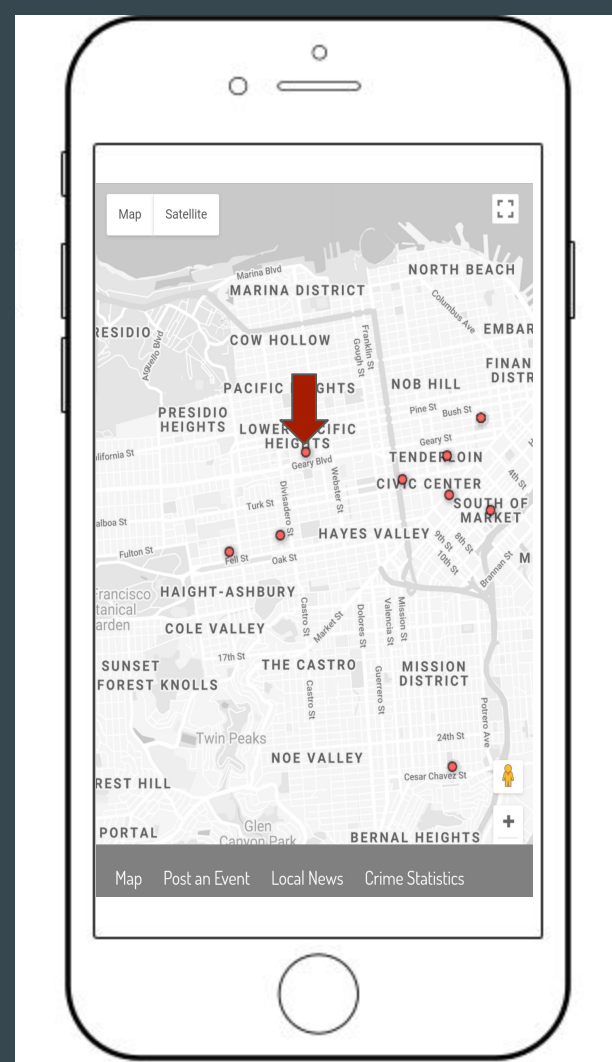 Map Satellite
Marina Blvd
NORTH BEACH
MARINA DISTRICT
Columbus Ave
RESIDIO
Arguello Blvd
COW HOLLOW
Franklin St
Gough St
EMBAR
FINAN
DISTR
PACIFIC GHTS
NOB HILL
PRESIDIO
HEIGHTS
Pine St Bush St
LOWER CIFIC
HEIGHTS
Geary St
lifornia St
Geary Blvd
TENDERLOIN
4th St
Webster St
CIVIC CENTER
Divisadero St
Turk St
SOUTH OF
MARKET
alboa St
HAYES VALLEY
9th St
8th St
10th St
Fulton St
Fell St
Oak St
M
Brannan St
Francisco
tanical
arden
HAIGHT-ASHBURY
Castro St
Market St
Dolores St
Valencia St
Mission St
COLE VALLEY
17th St
SUNSET
FOREST KNOLLS
THE CASTRO
MISSION
DISTRICT
Castro St
Guerrero St
Potrero Ave
Twin Peaks
24th St
NOE VALLEY
Cesar Chavez St
REST HILL
+
PORTAL
Glen
Canyon Park
BERNAL HEIGHTS
Map Post an Event Local News Crime Statistics